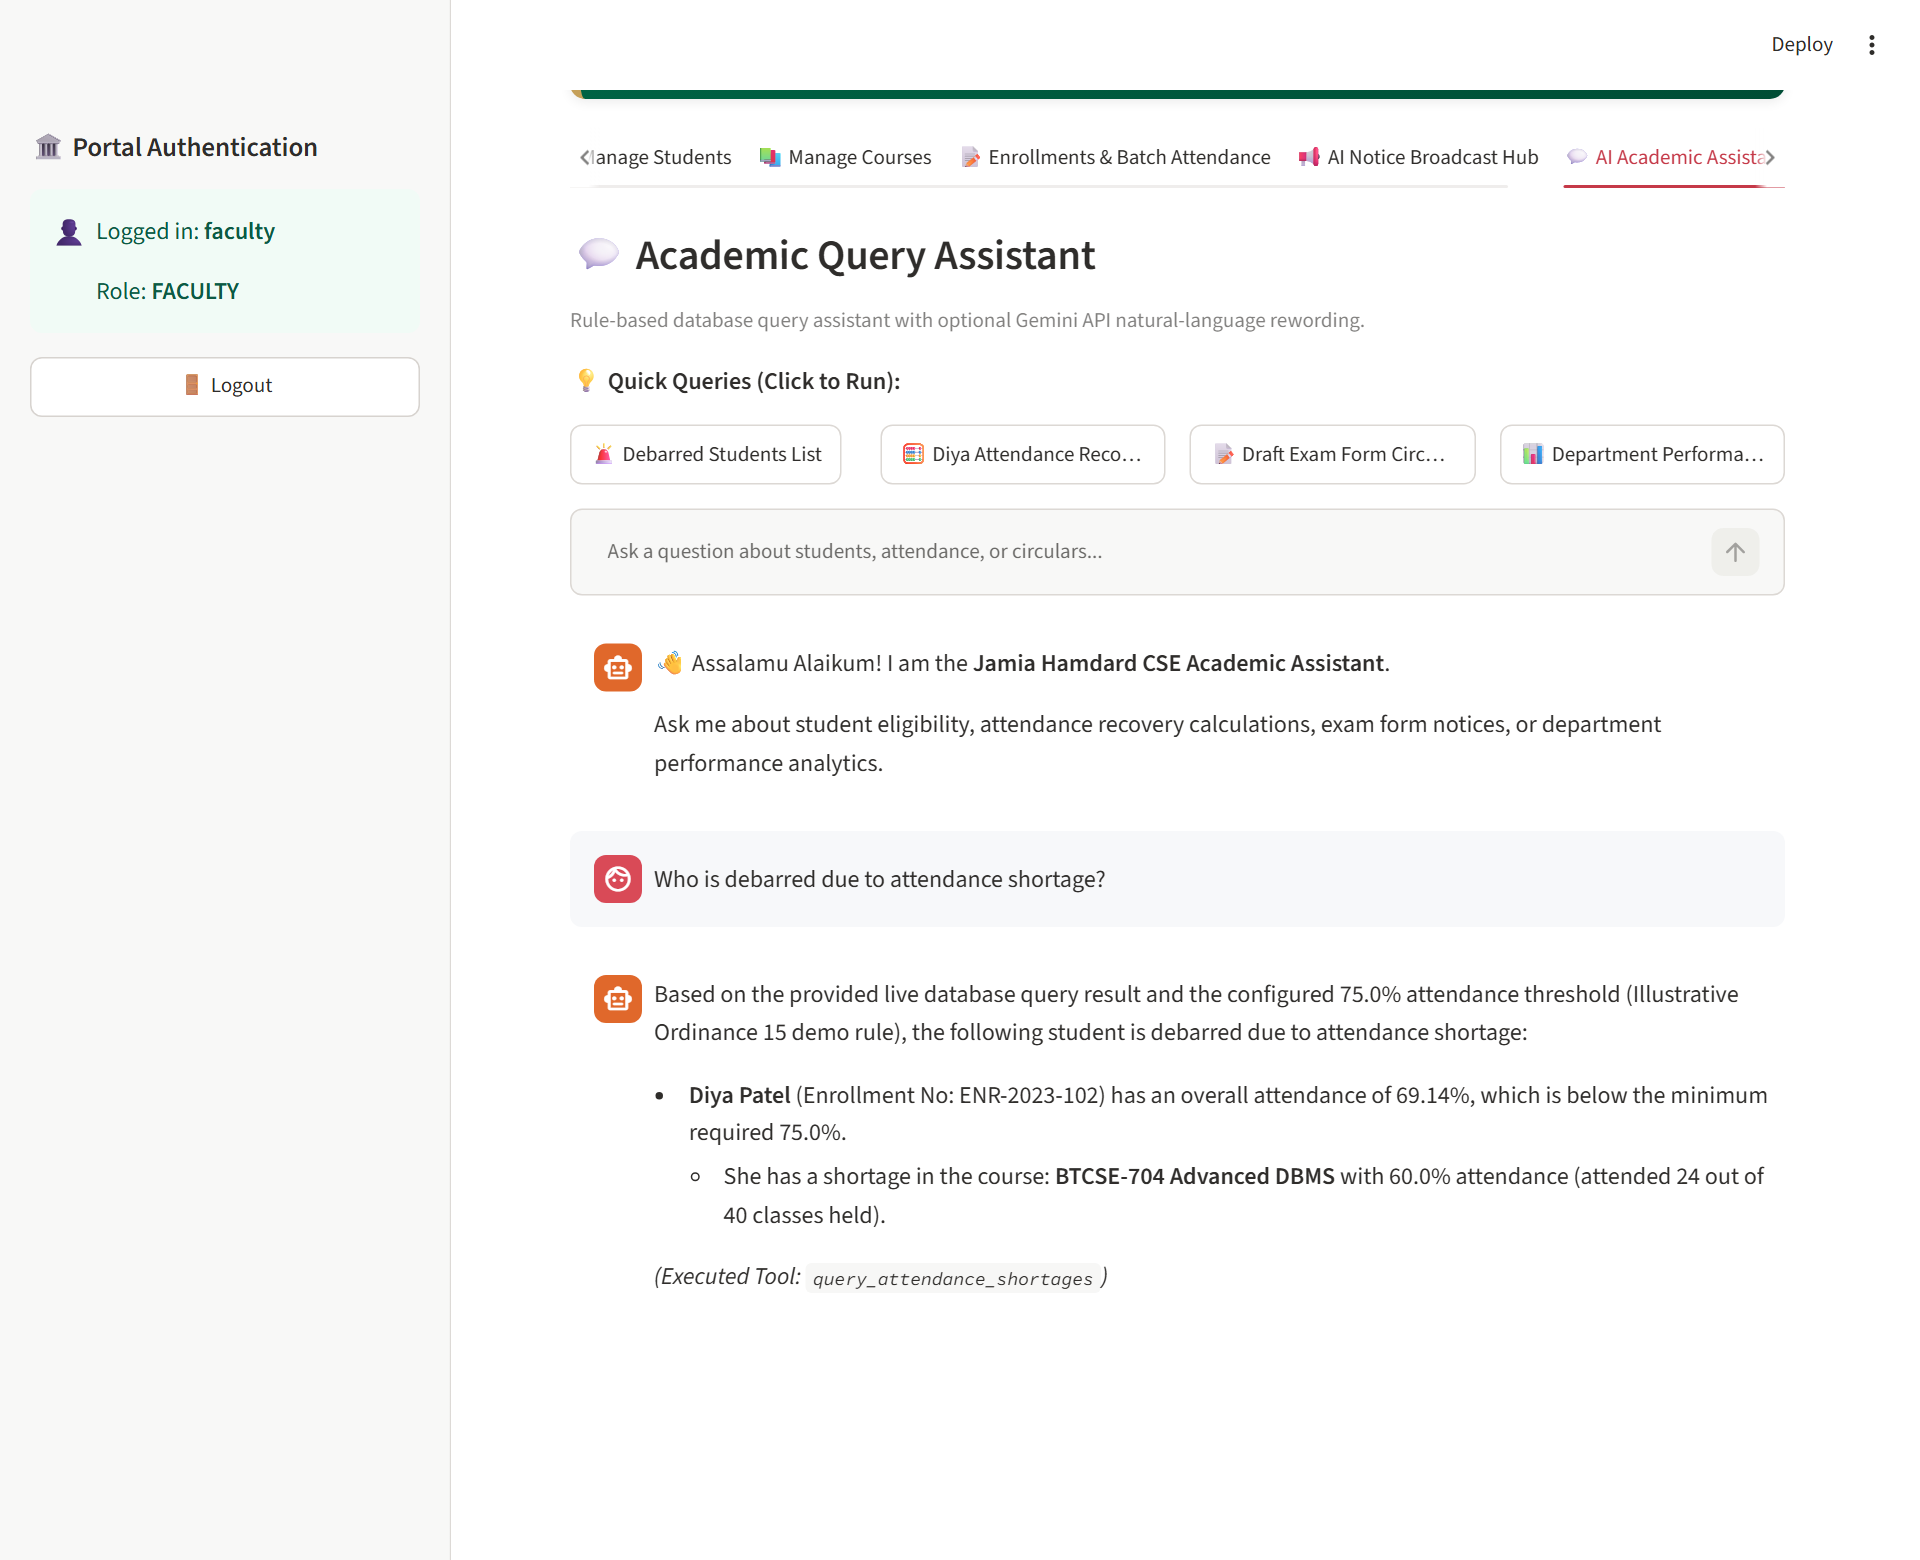 Deploy
Portal Authentication
Logged in: faculty
Role: FACULTY
Logout
anage Students
Manage Courses
Enrollments & Batch Attendance
AI Notice Broadcast Hub
AI Academic Assista
Academic Query Assistant
Rule-based database query assistant with optional Gemini API natural-language rewording.
Quick Queries (Click to Run):
Debarred Students List
Diya Attendance Reco...
Draft Exam Form Circ...
Department Performa...
Ask a question about students, attendance, or circulars...
Assalamu Alaikum! I am the Jamia Hamdard CSE Academic Assistant.
Ask me about student eligibility, attendance recovery calculations, exam form notices, or department
performance analytics.
Who is debarred due to attendance shortage?
Based on the provided live database query result and the configured 75.0% attendance threshold (Illustrative
Ordinance 15 demo rule), the following student is debarred due to attendance shortage:
• Diya Patel (Enrollment No: ENR-2023-102) has an overall attendance of 69.14%, which is below the minimum
required 75.0%.
◦ She has a shortage in the course: BTCSE-704 Advanced DBMS with 60.0% attendance (attended 24 out of
40 classes held).
(Executed Tool: query_attendance_shortages)